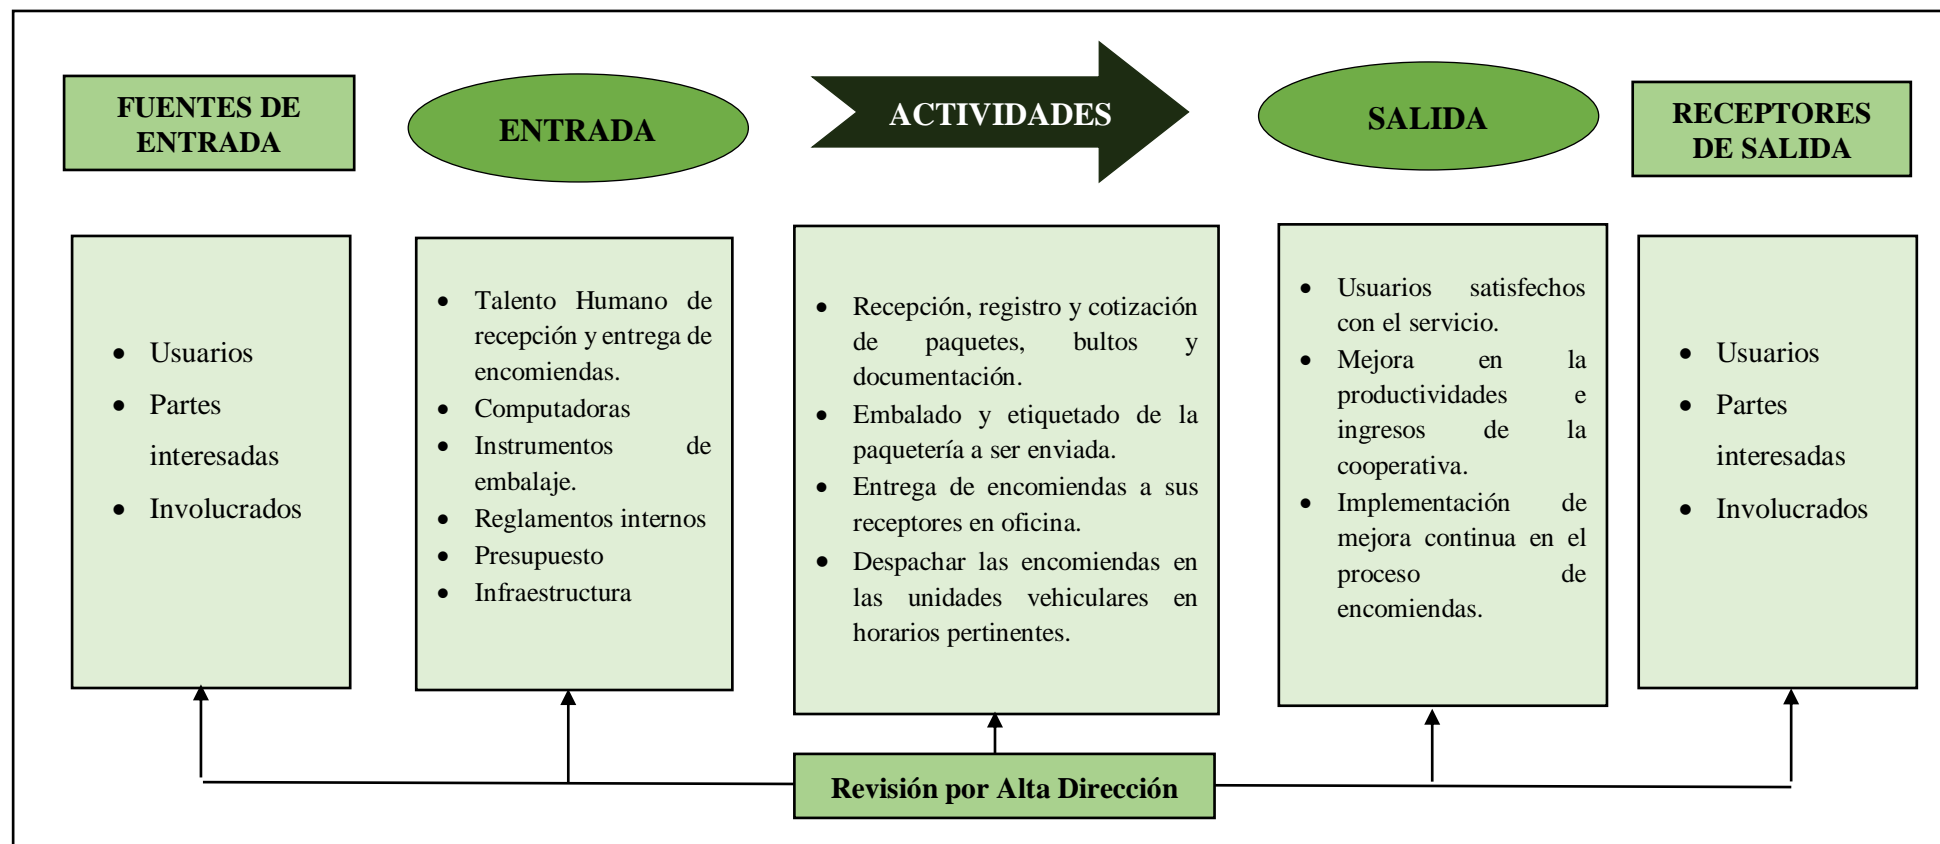 FUENTES DE
ENTRADA
ENTRADA
ACTIVIDADES
SALIDA
RECEPTORES
DE SALIDA
• Usuarios
• Partes
interesadas
• Involucrados
• Talento Humano de
recepción y entrega de
encomiendas.
• Computadoras
• Instrumentos de
embalaje.
• Reglamentos internos
• Presupuesto
• Infraestructura
• Recepción, registro y cotización
de paquetes, bultos y
documentación.
• Embalado y etiquetado de la
paquetería a ser enviada.
• Entrega de encomiendas a sus
receptores en oficina.
• Despachar las encomiendas en
las unidades vehiculares en
horarios pertinentes.
• Usuarios satisfechos
con el servicio.
• Mejora en la
productividades e
ingresos de la
cooperativa.
• Implementación de
mejora continua en el
proceso de
encomiendas.
• Usuarios
• Partes
interesadas
• Involucrados
Revisión por Alta Dirección